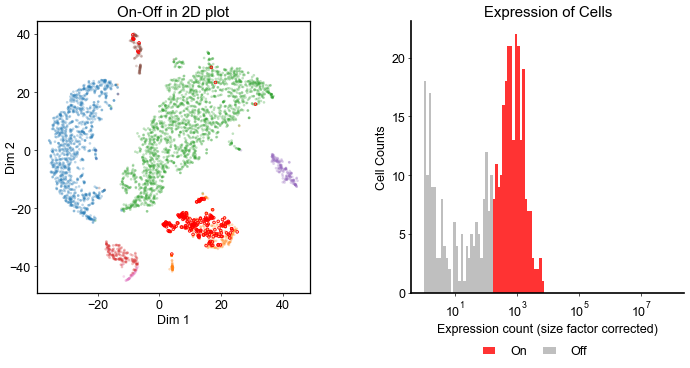 On-Off in 2D plot
40
20
0
−20
−40
−20
0
20
40
Dim 2
Dim 1
Expression of Cells
20
15
10
5
0
10^1
10^3
10^5
10^7
Cell Counts
Expression count (size factor corrected)
On
Off